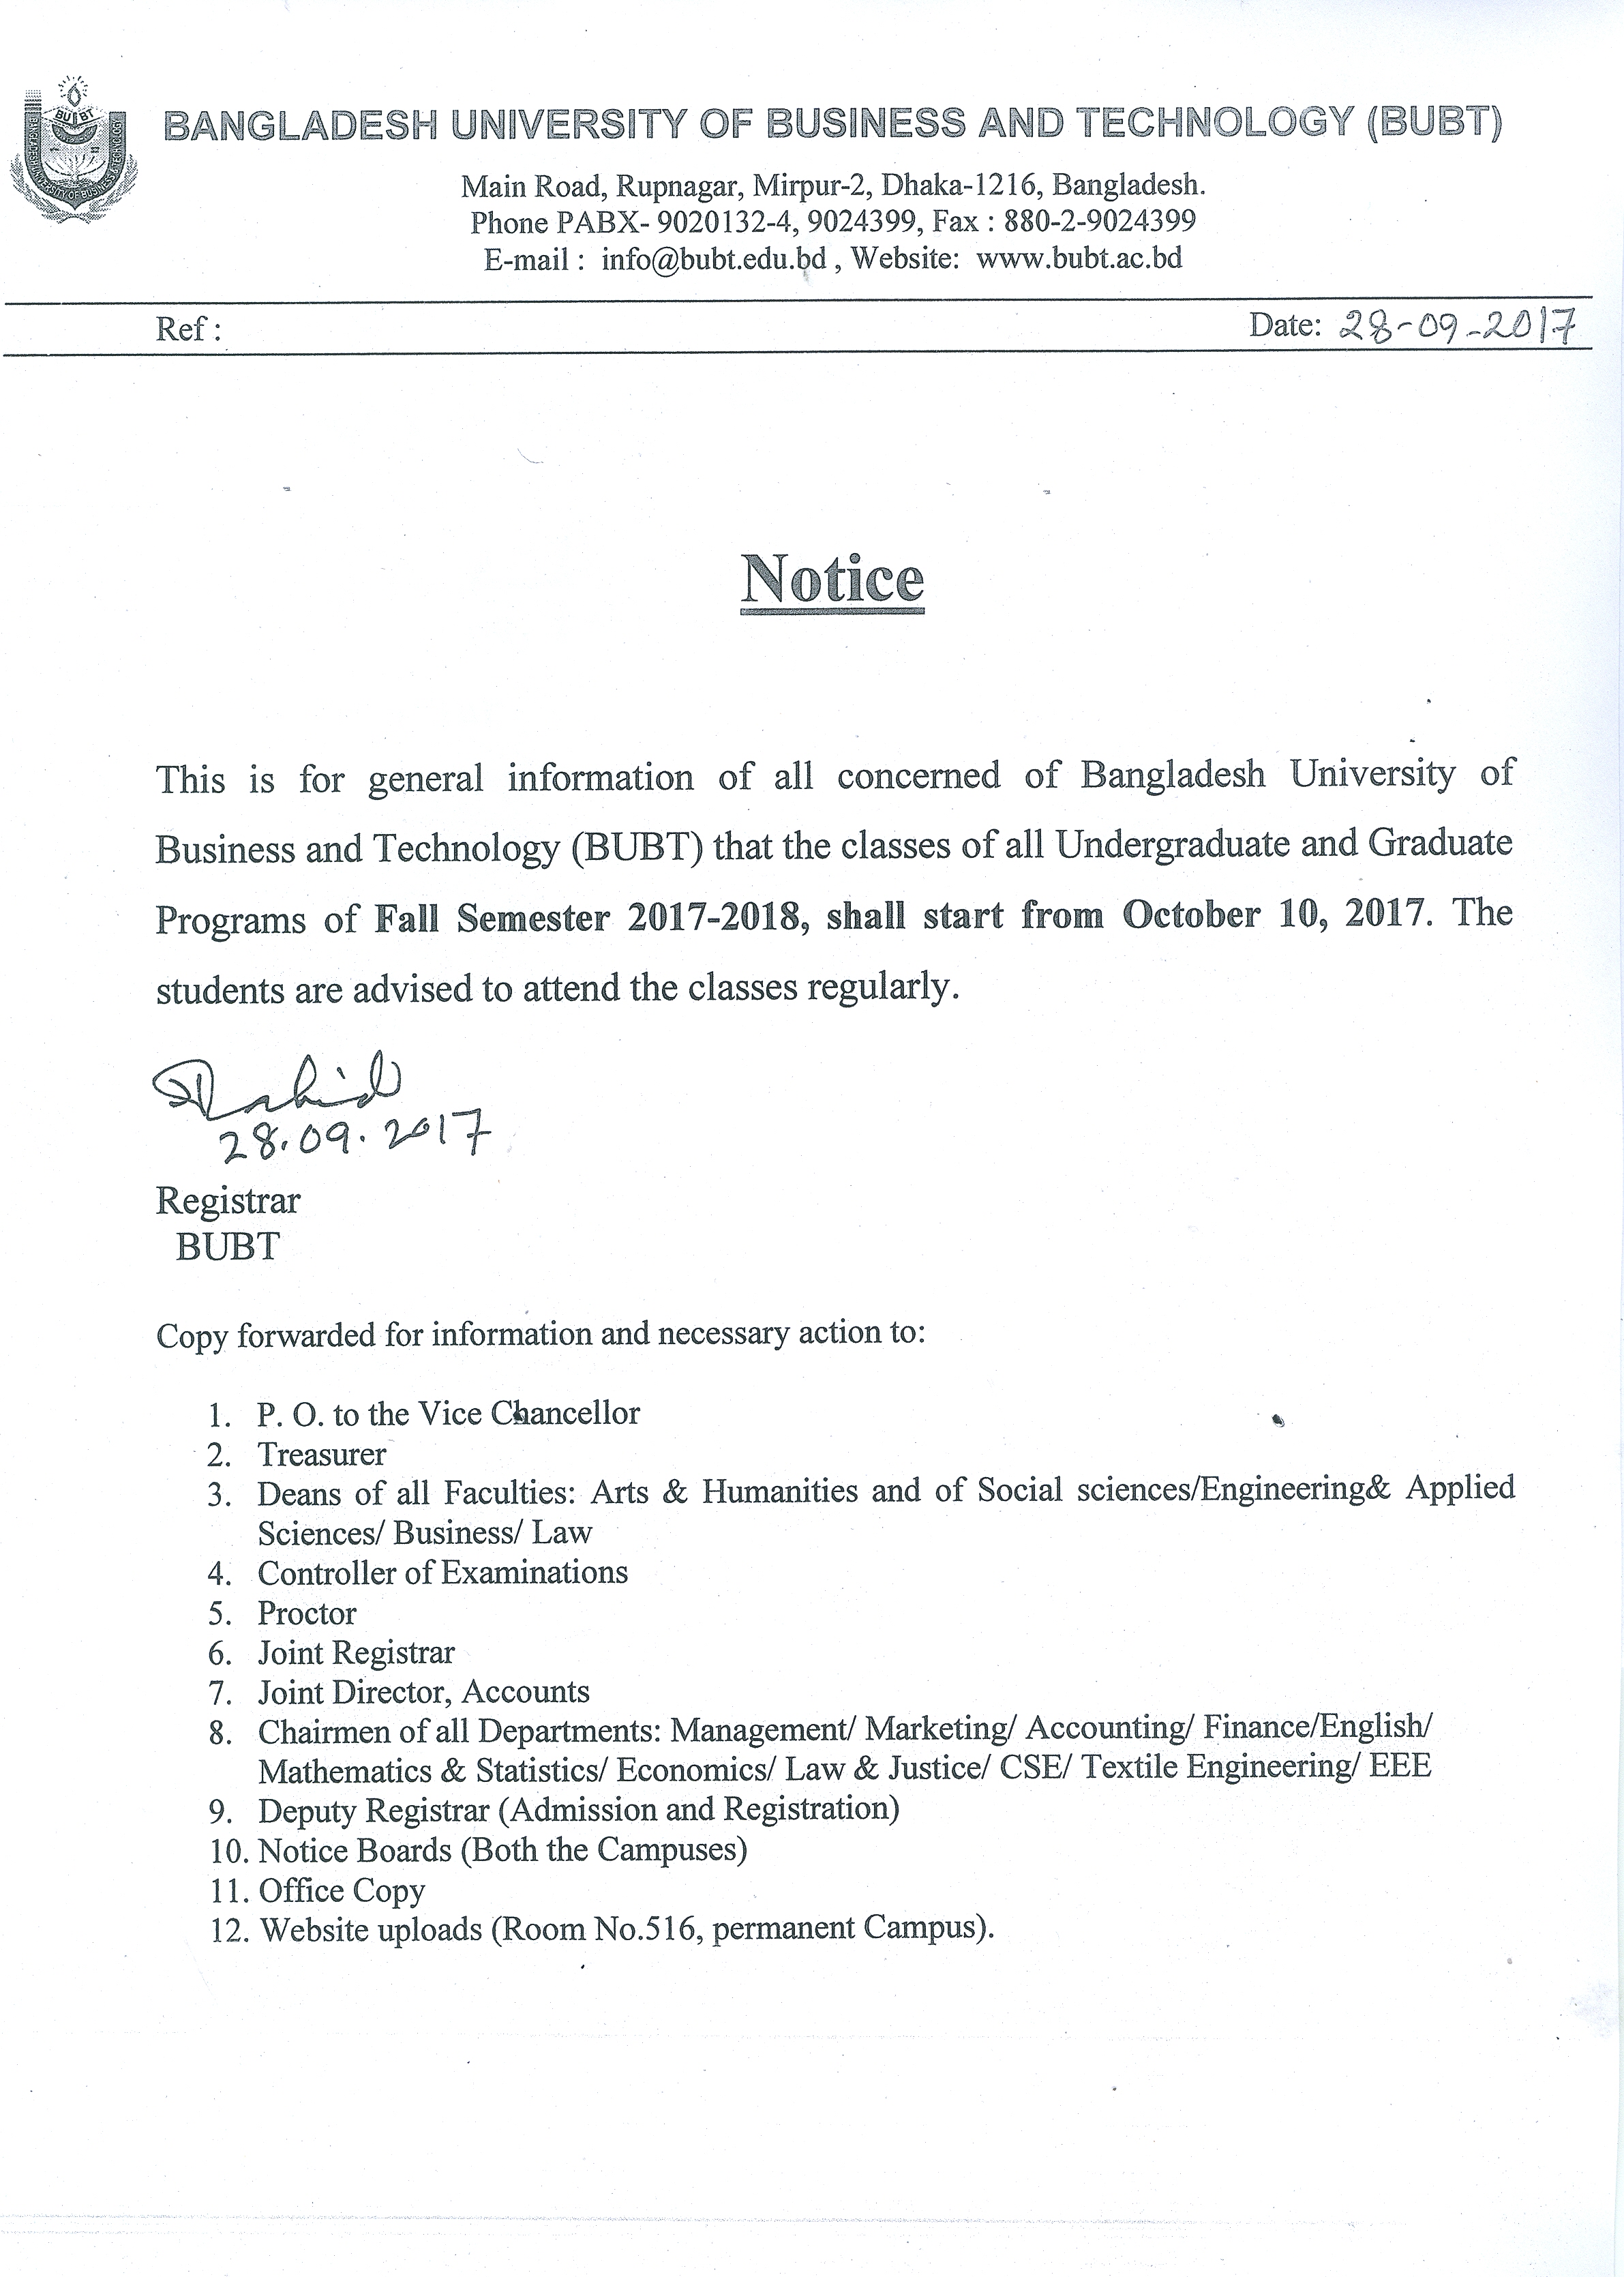 BUBT
BANGLADESH UNIVERSITY OF BUSINESS AND TECHNOLOGY (BUBT)
Main Road, Rupnagar, Mirpur-2, Dhaka-1216, Bangladesh.
Phone PABX- 9020132-4, 9024399, Fax : 880-2-9024399
E-mail : info@bubt.edu.bd , Website: www.bubt.ac.bd
Ref :
Date: 28-09-2017
Notice
This is for general information of all concerned of Bangladesh University of
Business and Technology (BUBT) that the classes of all Undergraduate and Graduate
Programs of Fall Semester 2017-2018, shall start from October 10, 2017. The
students are advised to attend the classes regularly.
28.09.2017
Registrar
BUBT
Copy forwarded for information and necessary action to:
1. P. O. to the Vice Chancellor
2. Treasurer
3. Deans of all Faculties: Arts & Humanities and of Social sciences/Engineering& Applied
Sciences/ Business/ Law
4. Controller of Examinations
5. Proctor
6. Joint Registrar
7. Joint Director, Accounts
8. Chairmen of all Departments: Management/ Marketing/ Accounting/ Finance/English/
Mathematics & Statistics/ Economics/ Law & Justice/ CSE/ Textile Engineering/ EEE
9. Deputy Registrar (Admission and Registration)
10. Notice Boards (Both the Campuses)
11. Office Copy
12. Website uploads (Room No.516, permanent Campus).